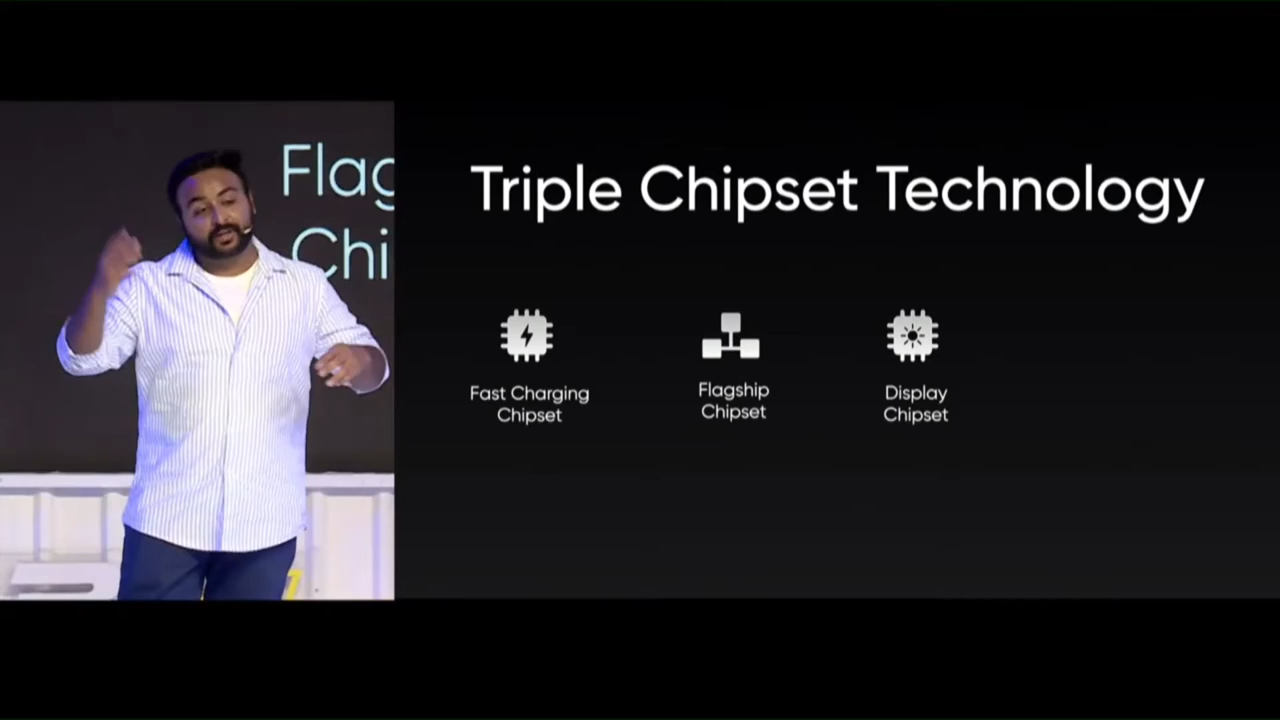 Flag
Chi
Triple Chipset Technology
Fast Charging
Chipset
Flagship
Chipset
Display
Chipset